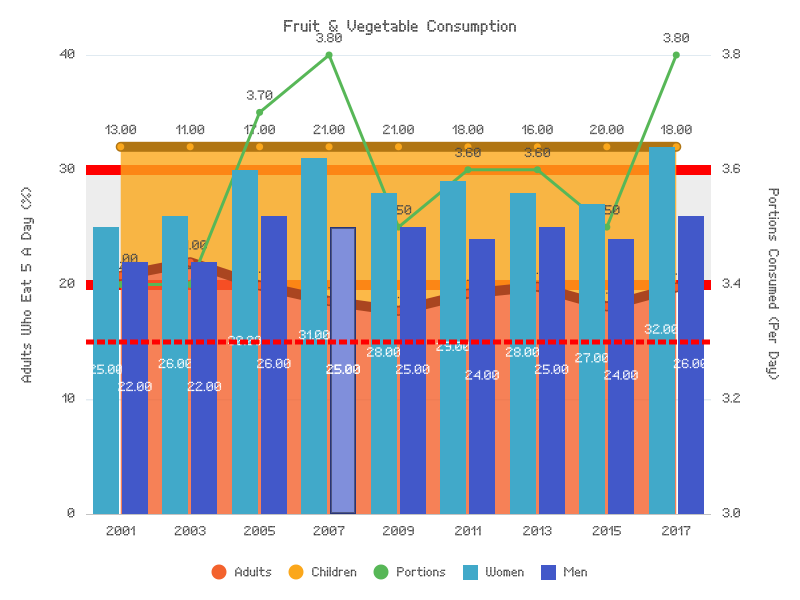 Fruit & Vegetable Consumption
3.80 3.80
40 3.8
3.70
13.00 11.00 17.00 21.00 21.00 18.00 16.00 20.00 18.00
3.60 3.60
30 3.6
Adults Who Eat 5 A Day (%)
Portions Consumed (Per Day)
20 3.4
31.00 32.00
28.00 28.00
27.00
25.00 26.00 26.00 25.00 25.00 25.00 26.00
22.00 22.00 24.00 24.00
10 3.2
0 3.0
2001 2003 2005 2007 2009 2011 2013 2015 2017
Adults Children Portions Women Men